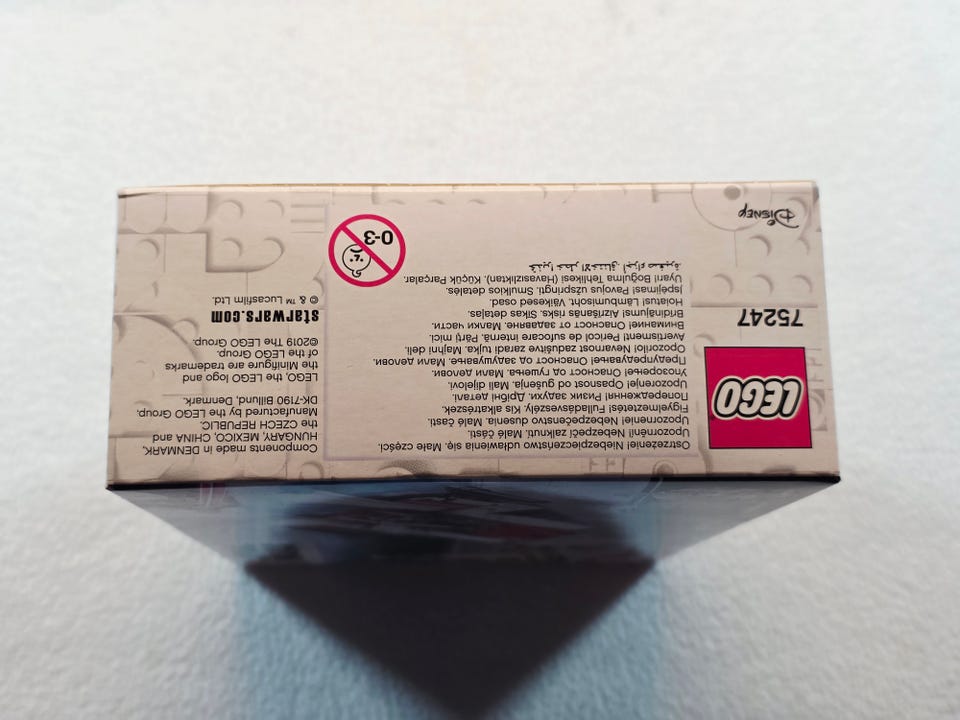 LEGO
75247
Disney
Ostrzeżenie! Niebezpieczeństwo udławienia się. Małe części.
Upozornění! Nebezpečí zalknutí. Malé části.
Upozornenie! Nebezpečenstvo dusenia. Malé časti.
Figyelmeztetés! Fulladásveszély. Kis alkatrészek.
Попередження! Ризик задухи. Дрібні деталі.
Upozorenje! Opasnost od gušenja. Mali dijelovi.
Упозорење! Опасност од гушења. Мали делови.
Предупредување! Опасност од задушување. Мали делови.
Opozorilo! Nevarnost zadušitve zaradi tujka. Majhni deli.
Avertisment! Pericol de sufocare internă. Părţi mici.
Внимание! Опасност от задавяне. Малки части.
Brīdinājums! Aizrīšanās risks. Sīkas detaļas.
Hoiatus! Lämbumisoht. Väikesed osad.
Įspėjimas! Pavojus užspringti. Smulkios detalės.
Uyarı! Boğulma Tehlikesi! (Havasızlıktan). Küçük Parçalar.
تحذير! خطر الاختناق. أجزاء صغيرة
0-3
Components made in DENMARK,
HUNGARY, MEXICO, CHINA and
the CZECH REPUBLIC.
Manufactured by the LEGO Group,
DK-7190 Billund, Denmark.
LEGO, the LEGO logo and
the Minifigure are trademarks
of the LEGO Group.
©2019 The LEGO Group.
starwars.com
© & ™ Lucasfilm Ltd.